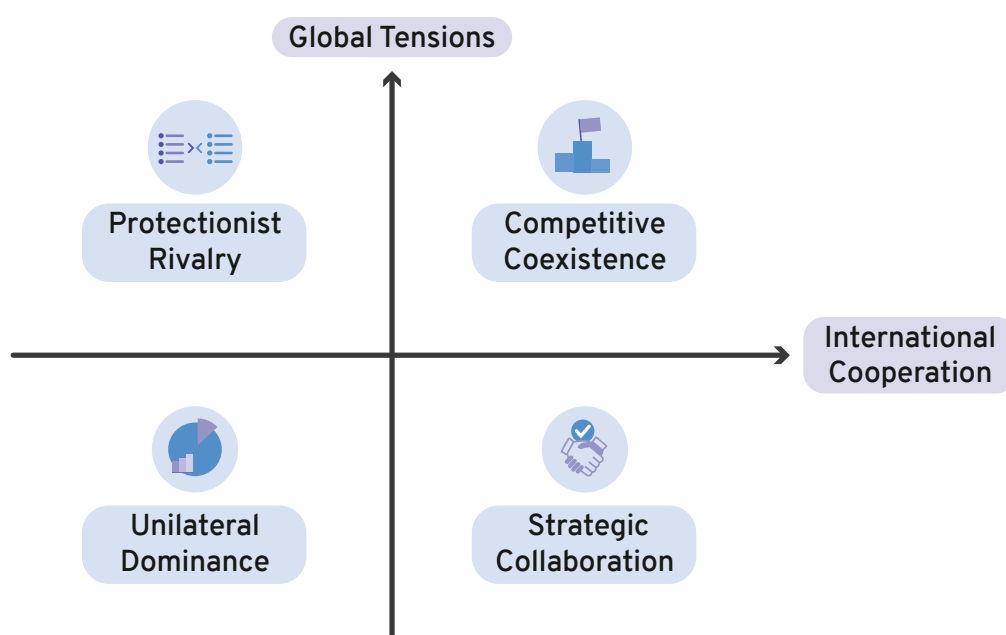 Global Tensions
Protectionist
Rivalry
Competitive
Coexistence
International
Cooperation
Unilateral
Dominance
Strategic
Collaboration